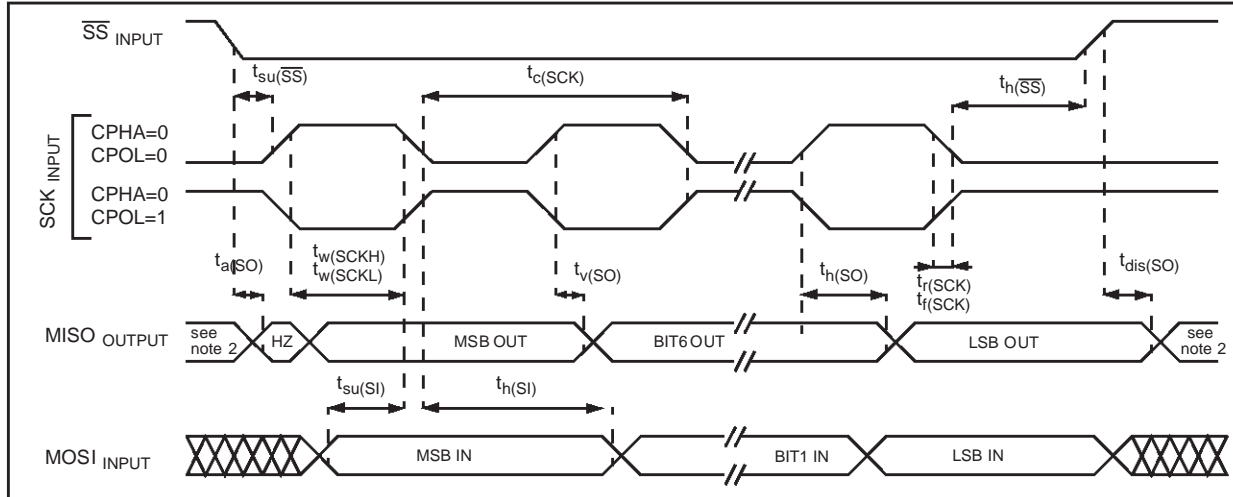 SS INPUT
tsu(SS)
tc(SCK)
th(SS)
SCK INPUT
CPHA=0
CPOL=0
CPHA=0
CPOL=1
ta(SO)
tw(SCKH)
tw(SCKL)
tv(SO)
th(SO)
tr(SCK)
tf(SCK)
tdis(SO)
MISO OUTPUT
see
note 2
HZ
MSB OUT
BIT6 OUT
LSB OUT
see
note 2
tsu(SI)
th(SI)
MOSI INPUT
MSB IN
BIT1 IN
LSB IN